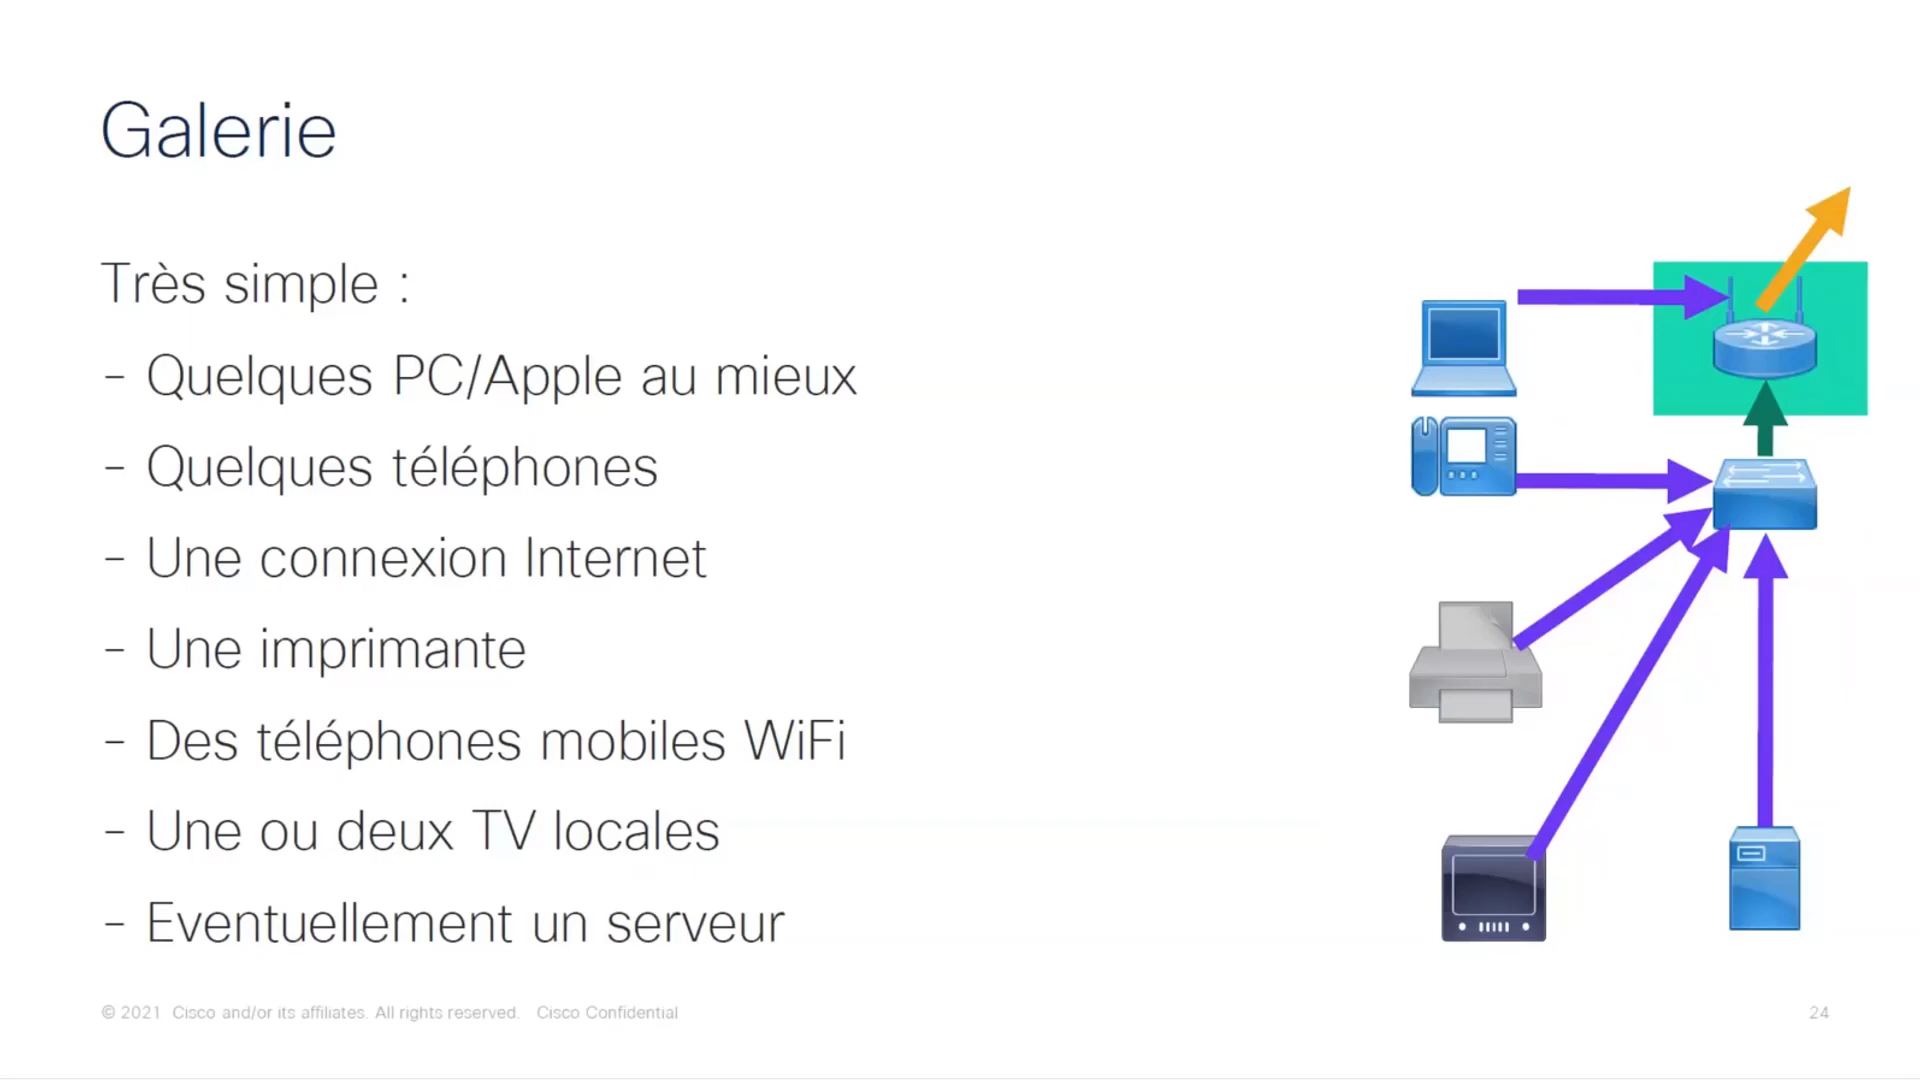 Galerie
Très simple :
- Quelques PC/Apple au mieux
- Quelques téléphones
- Une connexion Internet
- Une imprimante
- Des téléphones mobiles WiFi
- Une ou deux TV locales
- Eventuellement un serveur
© 2021 Cisco and/or its affiliates. All rights reserved. Cisco Confidential
24